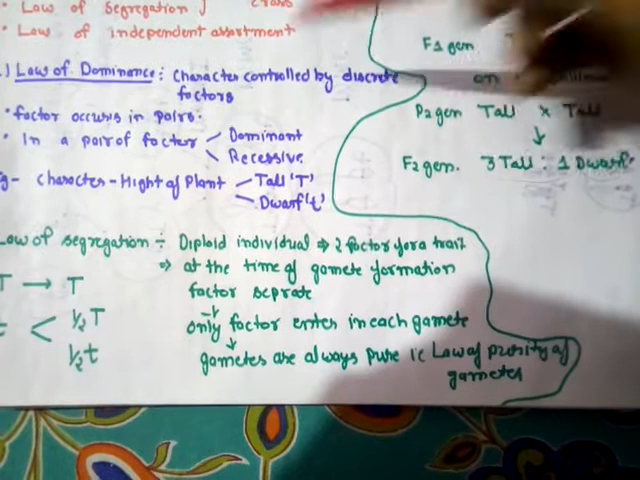 • Law of Segregation } cross
• Law of independent assortment
.) Law of Dominance: Character controlled by discrete
factors
• factor occurs in pairs.
• In a pair of factor < Dominant
Recessive
g- Character - Hight of Plant - Tall 'T'
Dwarf 't'
F1 gen
on
P2 gen Tall x Tall
F2 gen. 3 Tall : 1 Dwarf
Law of segregation ÷ Diploid individual ⇒ 2 factor for a trait
⇒ at the time of gamete formation
factor seprate
T → T
only factor enters in each gamete
t < 1/2 T
1/2 t
gametes are always pure ie Law of purity of
gametes